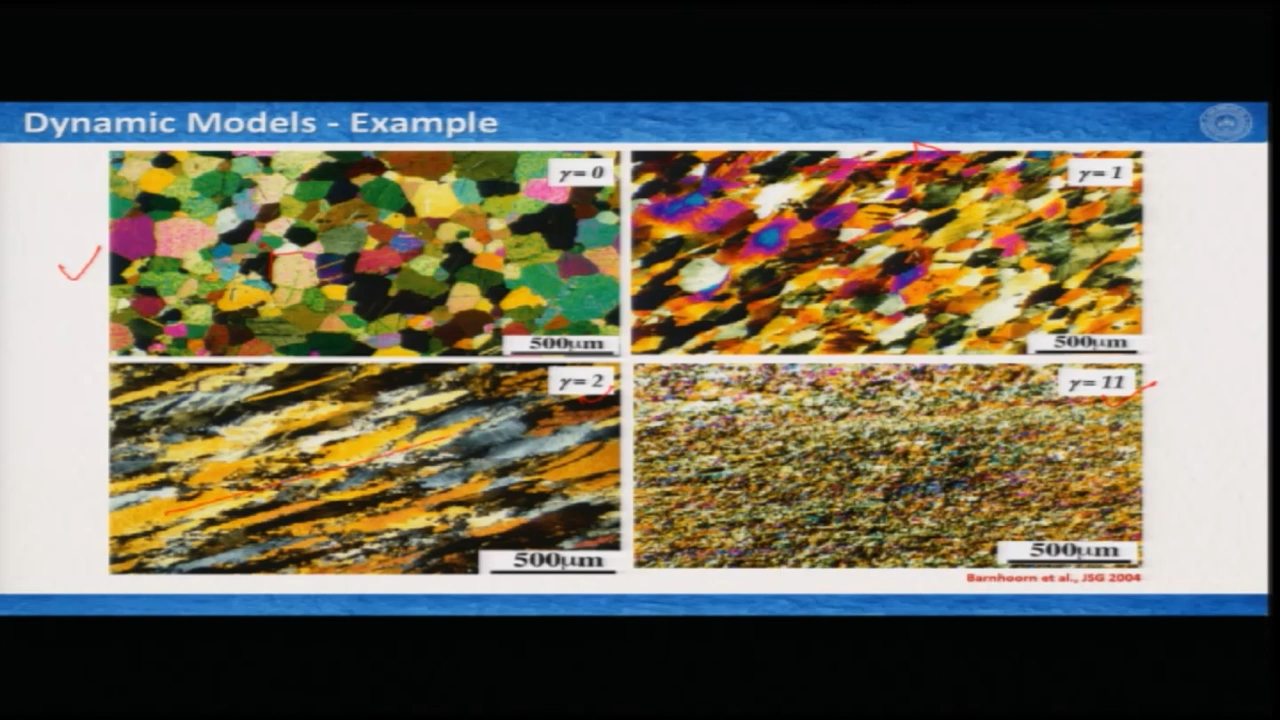 Dynamic Models - Example
γ= 0
γ= 1
500μm
500μm
γ= 2
γ= 11
500μm
500μm
Barnhoorn et al., JSG 2004